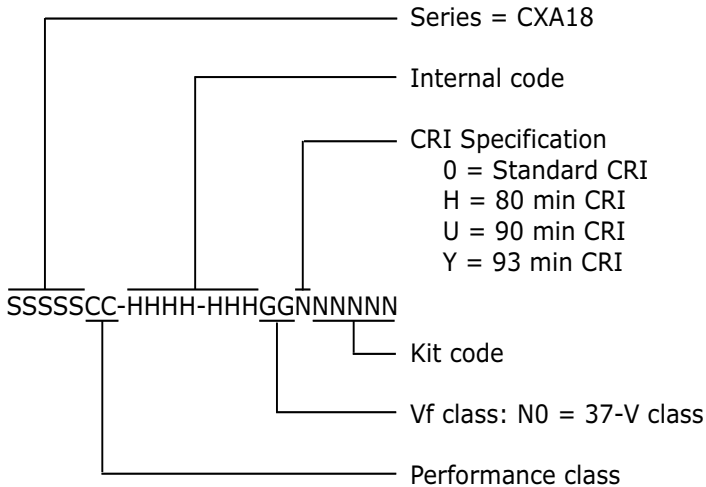 Series = CXA18
Internal code
CRI Specification
0 = Standard CRI
H = 80 min CRI
U = 90 min CRI
Y = 93 min CRI
SSSSSCC-HHHH-HHHGGNNNNNN
Kit code
Vf class: N0 = 37-V class
Performance class